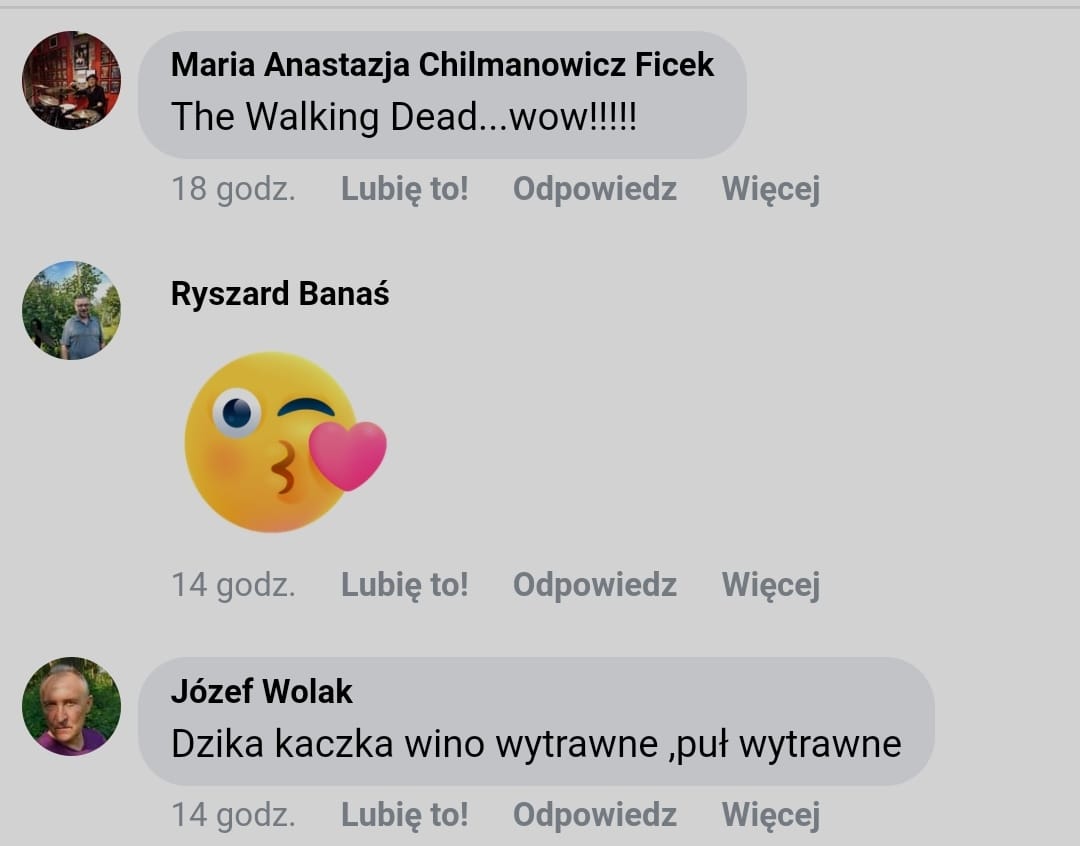 Maria Anastazja Chilmanowicz Ficek
The Walking Dead...wow!!!!!
18 godz. Lubię to! Odpowiedz Więcej
Ryszard Banaś
14 godz. Lubię to! Odpowiedz Więcej
Józef Wolak
Dzika kaczka wino wytrawne ,puł wytrawne
14 godz. Lubię to! Odpowiedz Więcej